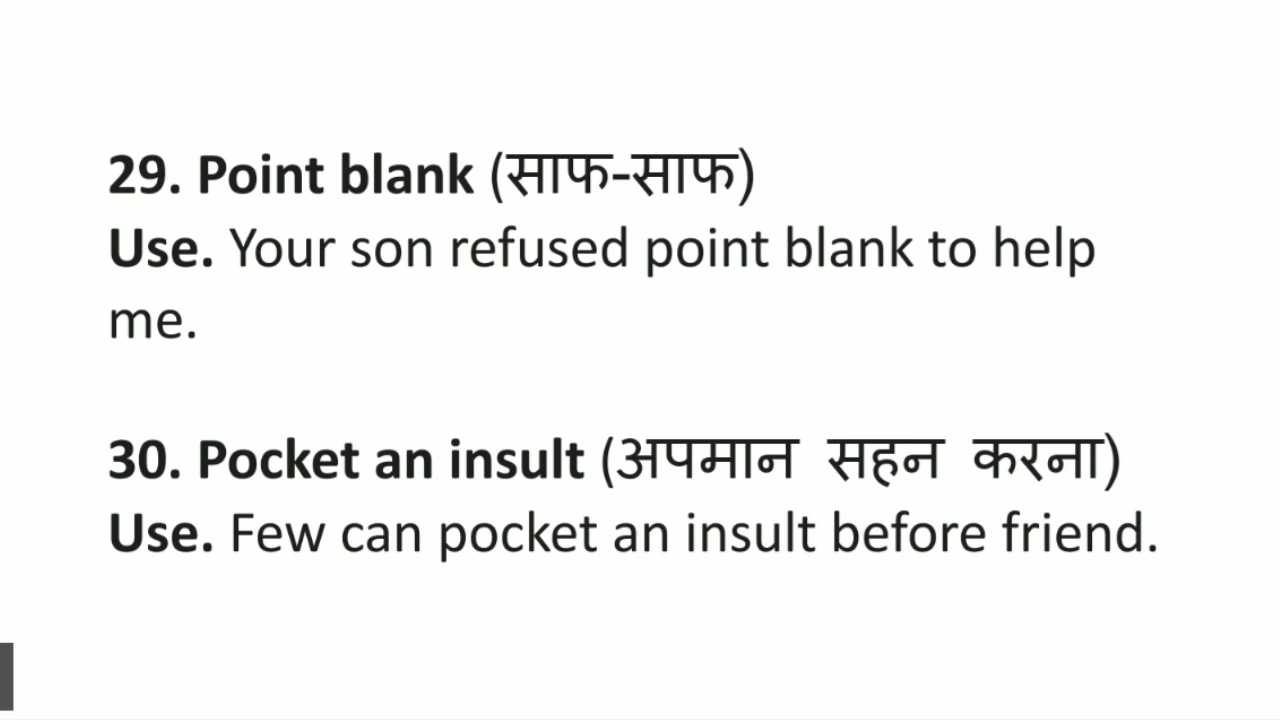 29. Point blank (साफ-साफ)
Use. Your son refused point blank to help
me.
30. Pocket an insult (अपमान सहन करना)
Use. Few can pocket an insult before friend.